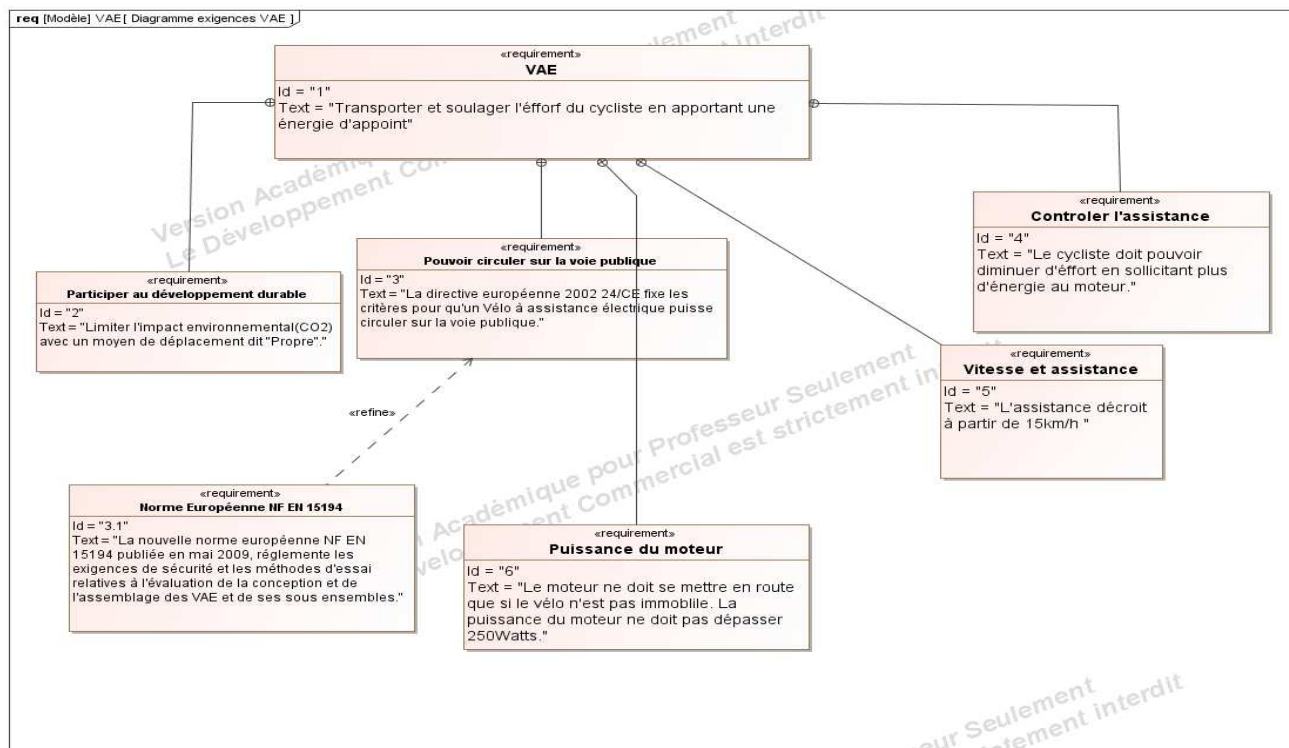 req [Modèle] VAE [ Diagramme exigences VAE ]
«requirement»
VAE
Id = "1"
Text = "Transporter et soulager l'éfforf du cycliste en apportant une
énergie d'appoint"
«requirement»
Controler l'assistance
Id = "4"
Text = "Le cycliste doit pouvoir
diminuer d'éffort en sollicitant plus
d'énergie au moteur."
«requirement»
Pouvoir circuler sur la voie publique
Id = "3"
Text = "La directive européenne 2002 24/CE fixe les
critères pour qu'un Vélo à assistance électrique puisse
circuler sur la voie publique."
«requirement»
Participer au développement durable
Id = "2"
Text = "Limiter l'impact environnemental(CO2)
avec un moyen de déplacement dit "Propre"."
«requirement»
Vitesse et assistance
Id = "5"
Text = "L'assistance décroit
à partir de 15km/h "
«refine»
«requirement»
Norme Européenne NF EN 15194
Id = "3.1"
Text = "La nouvelle norme européenne NF EN
15194 publiée en mai 2009, réglemente les
exigences de sécurité et les méthodes d'essai
relatives à l'évaluation de la conception et de
l'assemblage des VAE et de ses sous ensembles."
«requirement»
Puissance du moteur
Id = "6"
Text = "Le moteur ne doit se mettre en route
que si le vélo n'est pas immoblile. La
puissance du moteur ne doit pas dépasser
250Watts."
Version Académique
Le Développement Com
Seulement
interdit
Académique pour Professeur Seulement
Commercial est strictement in
Seulement
interdit